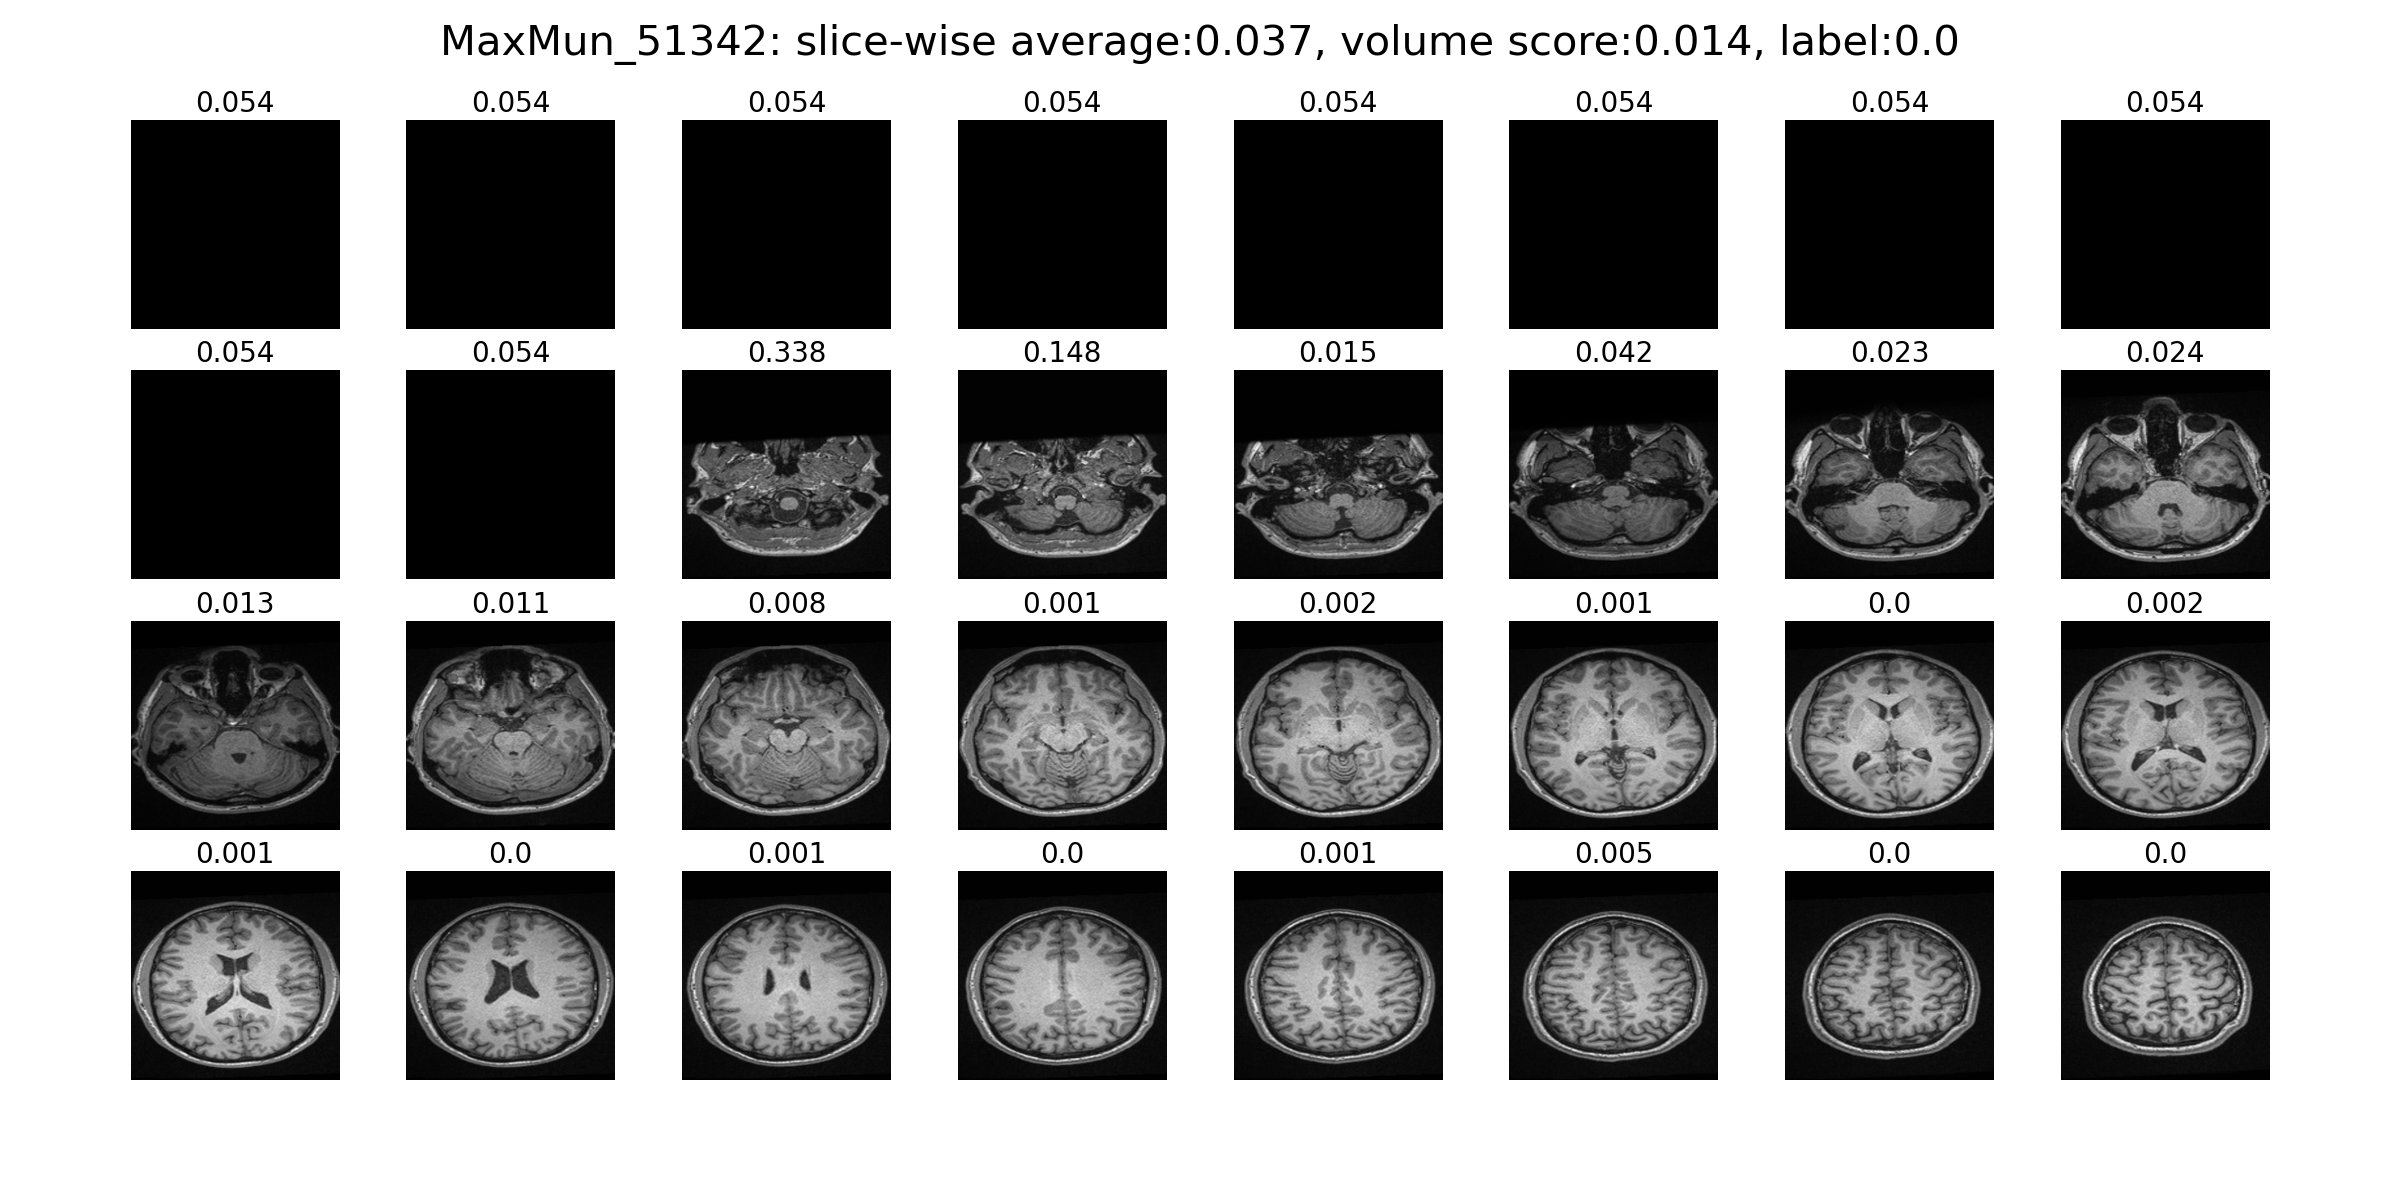 MaxMun_51342: slice-wise average:0.037, volume score:0.014, label:0.0
0.054 0.054 0.054 0.054 0.054 0.054 0.054 0.054
0.054 0.054 0.338 0.148 0.015 0.042 0.023 0.024
0.013 0.011 0.008 0.001 0.002 0.001 0.0 0.002
0.001 0.0 0.001 0.0 0.001 0.005 0.0 0.0